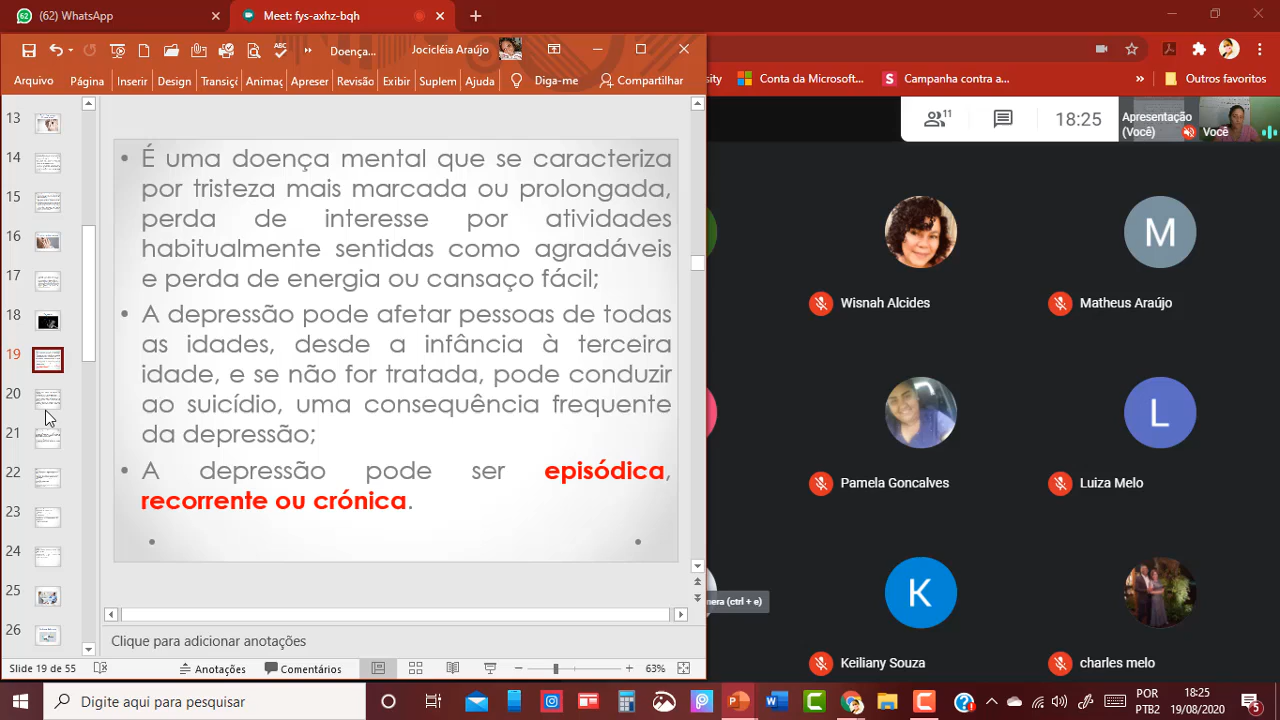 (62) WhatsApp
Meet: fys-axhz-bqh
Doença...
Jocicléia Araújo
Arquivo Página Inserir Design Transiçõ Animaç Apreser Revisão Exibir Suplem Ajuda Diga-me Compartilhar
Conta da Microsoft...
Campanha contra a...
Outros favoritos
11
18:25
Apresentação
(Você)
Você
13
14
15
16
17
18
19
20
21
22
23
24
25
26
• É uma doença mental que se caracteriza
por tristeza mais marcada ou prolongada,
perda de interesse por atividades
habitualmente sentidas como agradáveis
e perda de energia ou cansaço fácil;
• A depressão pode afetar pessoas de todas
as idades, desde a infância à terceira
idade, e se não for tratada, pode conduzir
ao suicídio, uma consequência frequente
da depressão;
• A depressão pode ser episódica,
recorrente ou crónica.
Wisnah Alcides
M
Matheus Araújo
Pamela Goncalves
L
Luiza Melo
K
Keiliany Souza
charles melo
(ctrl + e)
Clique para adicionar anotações
Slide 19 de 55
Anotações
Comentários
63%
Digite aqui para pesquisar
POR
PTB2
18:25
19/08/2020
5